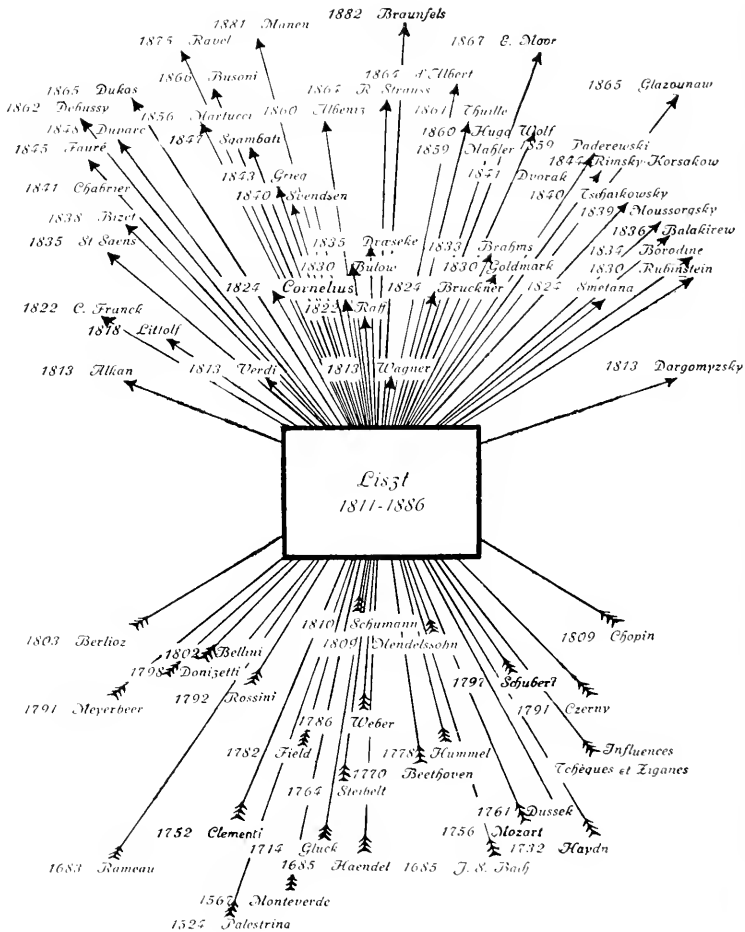 1882 Braunfels
1881 Manen
1875 Ravel
1867 E. Moor
1866 Busoni
1864 d'Albert
1864 R. Strauss
1865 Dukas
1865 Glazounaw
1862 Debussy
1856 Martucci
1860 Albeniz
1861 Thuille
1848 Duparc
1860 Hugo Wolf
1847 Sgambati
1859 Paderewski
1845 Fauré
1859 Mahler
1844 Rimsky-Korsakow
1843 Grieg
1841 Dvorak
1841 Chabrier
1840 Svendsen
1840 Tschaikowsky
1839 Moussorgsky
1838 Bizet
1836 Balakirew
1835 St Saens
1835 Dræseke
1833 Brahms
1834 Borodine
1830 Bulow
1830 Goldmark
1830 Rubinstein
1824 Cornelius
1824 Bruckner
1824 Smetana
1822 C. Franck
1822 Raff
1818 Littolf
1813 Alkan
1813 Verdi
1813 Wagner
1813 Dargomyzsky
Liszt
1811-1886
1810 Schumann
1803 Berlioz
1809 Mendelssohn
1809 Chopin
1802 Bellini
1798 Donizetti
1797 Schubert
1792 Rossini
1791 Meyerbeer
1791 Czerny
1786 Weber
1782 Field
1778 Hummel
Influences
Tchèques et Ziganes
1770 Beethoven
1764 Steibelt
1761 Dussek
1752 Clementi
1756 Mozart
1714 Gluck
1732 Haydn
1683 Rameau
1685 Haendel
1685 J. S. Bach
1567 Monteverde
1524 Palestrina